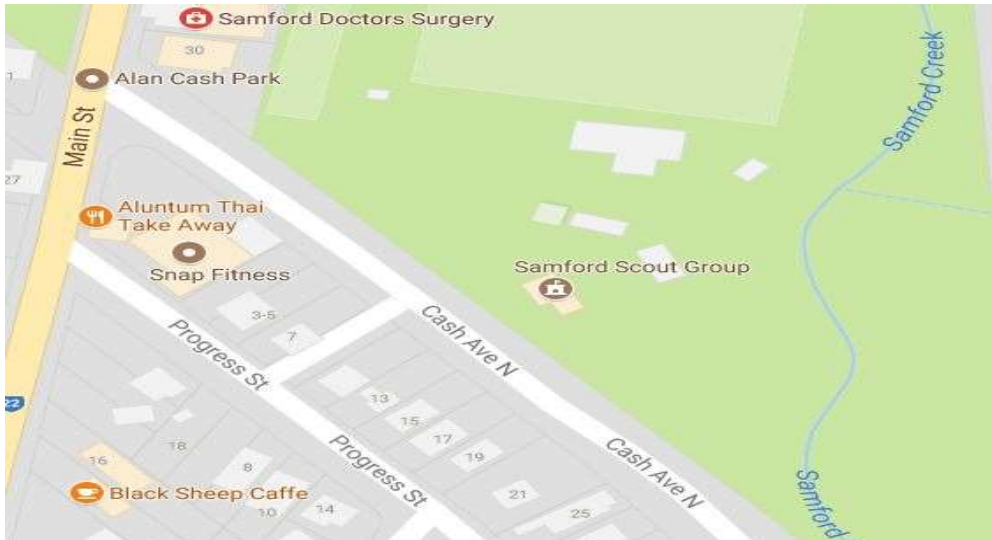 Samford Doctors Surgery
30
1
Alan Cash Park
Main St
Samford Creek
27
Aluntum Thai
Take Away
Snap Fitness
Samford Scout Group
3-5
7
Cash Ave N
Progress St
13
15
17
19
22
18
16
8
Progress St
Cash Ave N
Black Sheep Caffe
10
14
21
25
Samford